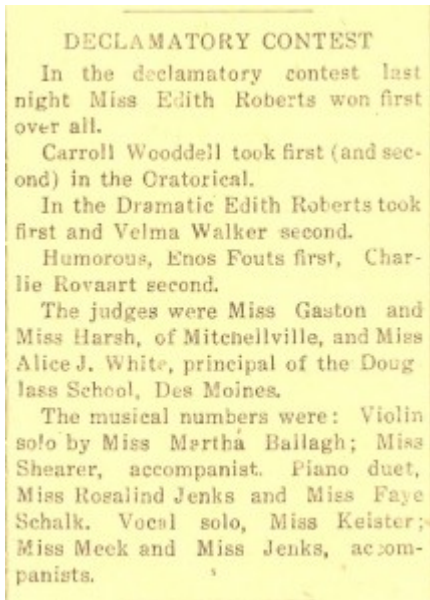 DECLAMATORY CONTEST
In the declamatory contest last
night Miss Edith Roberts won first
over all.
Carroll Wooddell took first (and sec-
ond) in the Oratorical.
In the Dramatic Edith Roberts took
first and Velma Walker second.
Humorous, Enos Fouts first, Char-
lie Rovaart second.
The judges were Miss Gaston and
Miss Harsh, of Mitchellville, and Miss
Alice J. White, principal of the Doug
lass School, Des Moines.
The musical numbers were: Violin
solo by Miss Martha Ballagh; Miss
Shearer, accompanist. Piano duet,
Miss Rosalind Jenks and Miss Faye
Schalk. Vocal solo, Miss Keister;
Miss Meek and Miss Jenks, accom-
panists.